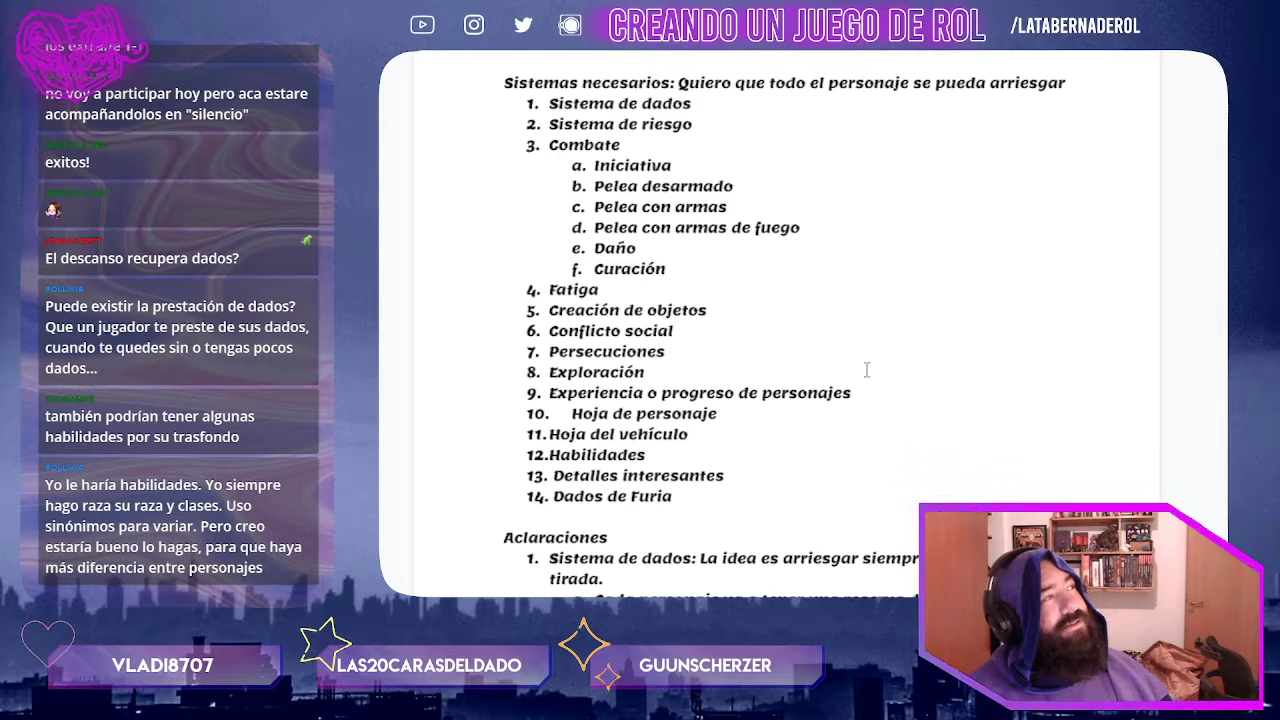 CREANDO UN JUEGO DE ROL
/LATABERNADEROL
no voy a participar hoy pero aca estare
acompañandolos en "silencio"
exitos!
El descanso recupera dados?
POLLIKIA
Puede existir la prestación de dados?
Que un jugador te preste de sus dados,
cuando te quedes sin o tengas pocos
dados...
también podrían tener algunas
habilidades por su trasfondo
POLLIKIA
Yo le haría habilidades. Yo siempre
hago raza su raza y clases. Uso
sinónimos para variar. Pero creo
estaría bueno lo hagas, para que haya
más diferencia entre personajes
Sistemas necesarios: Quiero que todo el personaje se pueda arriesgar
1. Sistema de dados
2. Sistema de riesgo
3. Combate
a. Iniciativa
b. Pelea desarmado
c. Pelea con armas
d. Pelea con armas de fuego
e. Daño
f. Curación
4. Fatiga
5. Creación de objetos
6. Conflicto social
7. Persecuciones
8. Exploración
9. Experiencia o progreso de personajes
10. Hoja de personaje
11. Hoja del vehículo
12. Habilidades
13. Detalles interesantes
14. Dados de Furia
Aclaraciones
1. Sistema de dados: La idea es arriesgar siempr
tirada.
VLADI8707
LAS20CARASDELDADO
GUUNSCHERZER